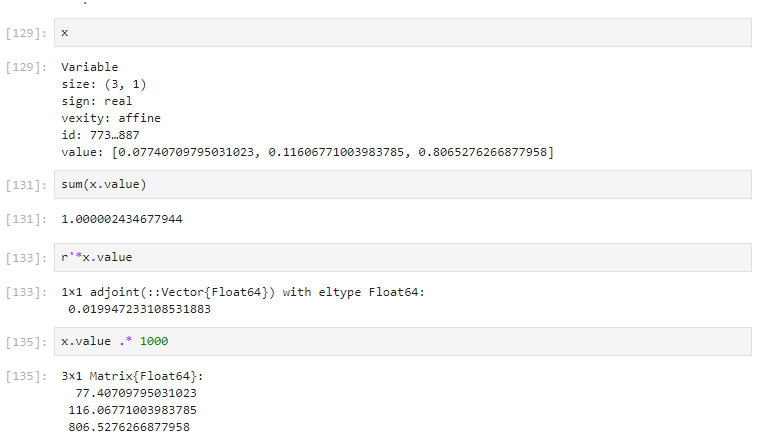 [129]: x
[129]: Variable
size: (3, 1)
sign: real
vexity: affine
id: 773…887
value: [0.07740709795031023, 0.11606771003983785, 0.8065276266877958]
[131]: sum(x.value)
[131]: 1.000002434677944
[133]: r'*x.value
[133]: 1×1 adjoint(::Vector{Float64}) with eltype Float64:
0.019947233108531883
[135]: x.value .* 1000
[135]: 3×1 Matrix{Float64}:
77.40709795031023
116.06771003983785
806.5276266877958